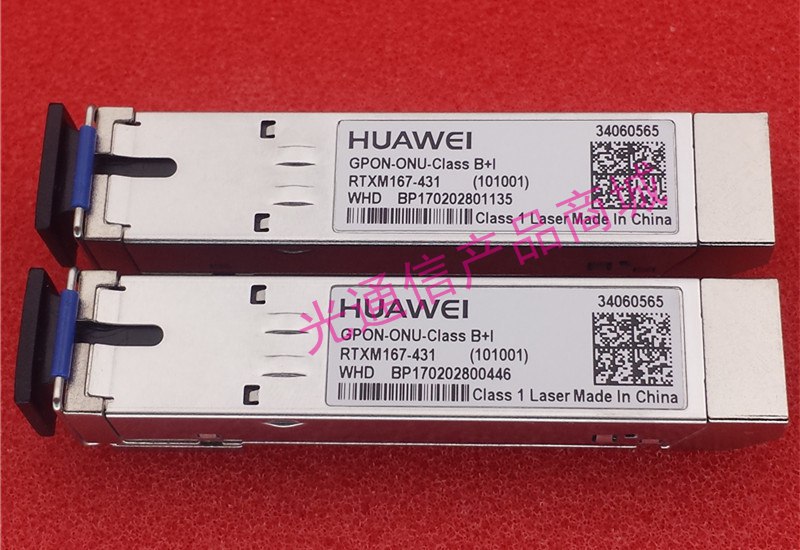 HUAWEI
34060565
GPON-ONU-Class B+I
RTXM167-431 (101001)
WHD BP170202801135
Class 1 Laser Made In China
HUAWEI
34060565
GPON-ONU-Class B+I
RTXM167-431 (101001)
WHD BP170202800446
Class 1 Laser Made In China
光通信产品商城